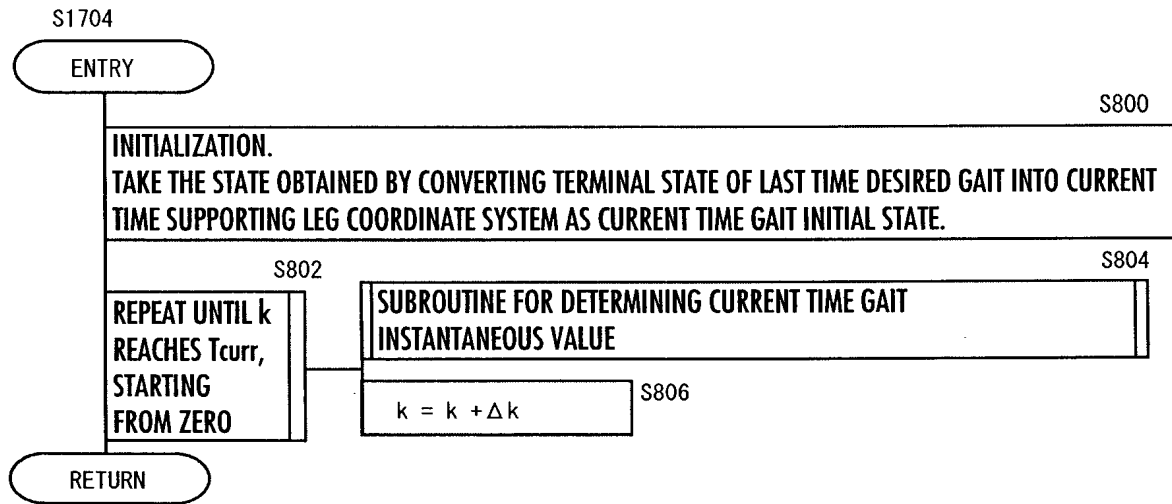 S1704
ENTRY
S800
INITIALIZATION.
TAKE THE STATE OBTAINED BY CONVERTING TERMINAL STATE OF LAST TIME DESIRED GAIT INTO CURRENT
TIME SUPPORTING LEG COORDINATE SYSTEM AS CURRENT TIME GAIT INITIAL STATE.
S802
REPEAT UNTIL k
REACHES Tcurr,
STARTING
FROM ZERO
S804
SUBROUTINE FOR DETERMINING CURRENT TIME GAIT
INSTANTANEOUS VALUE
S806
k = k + Δk
RETURN